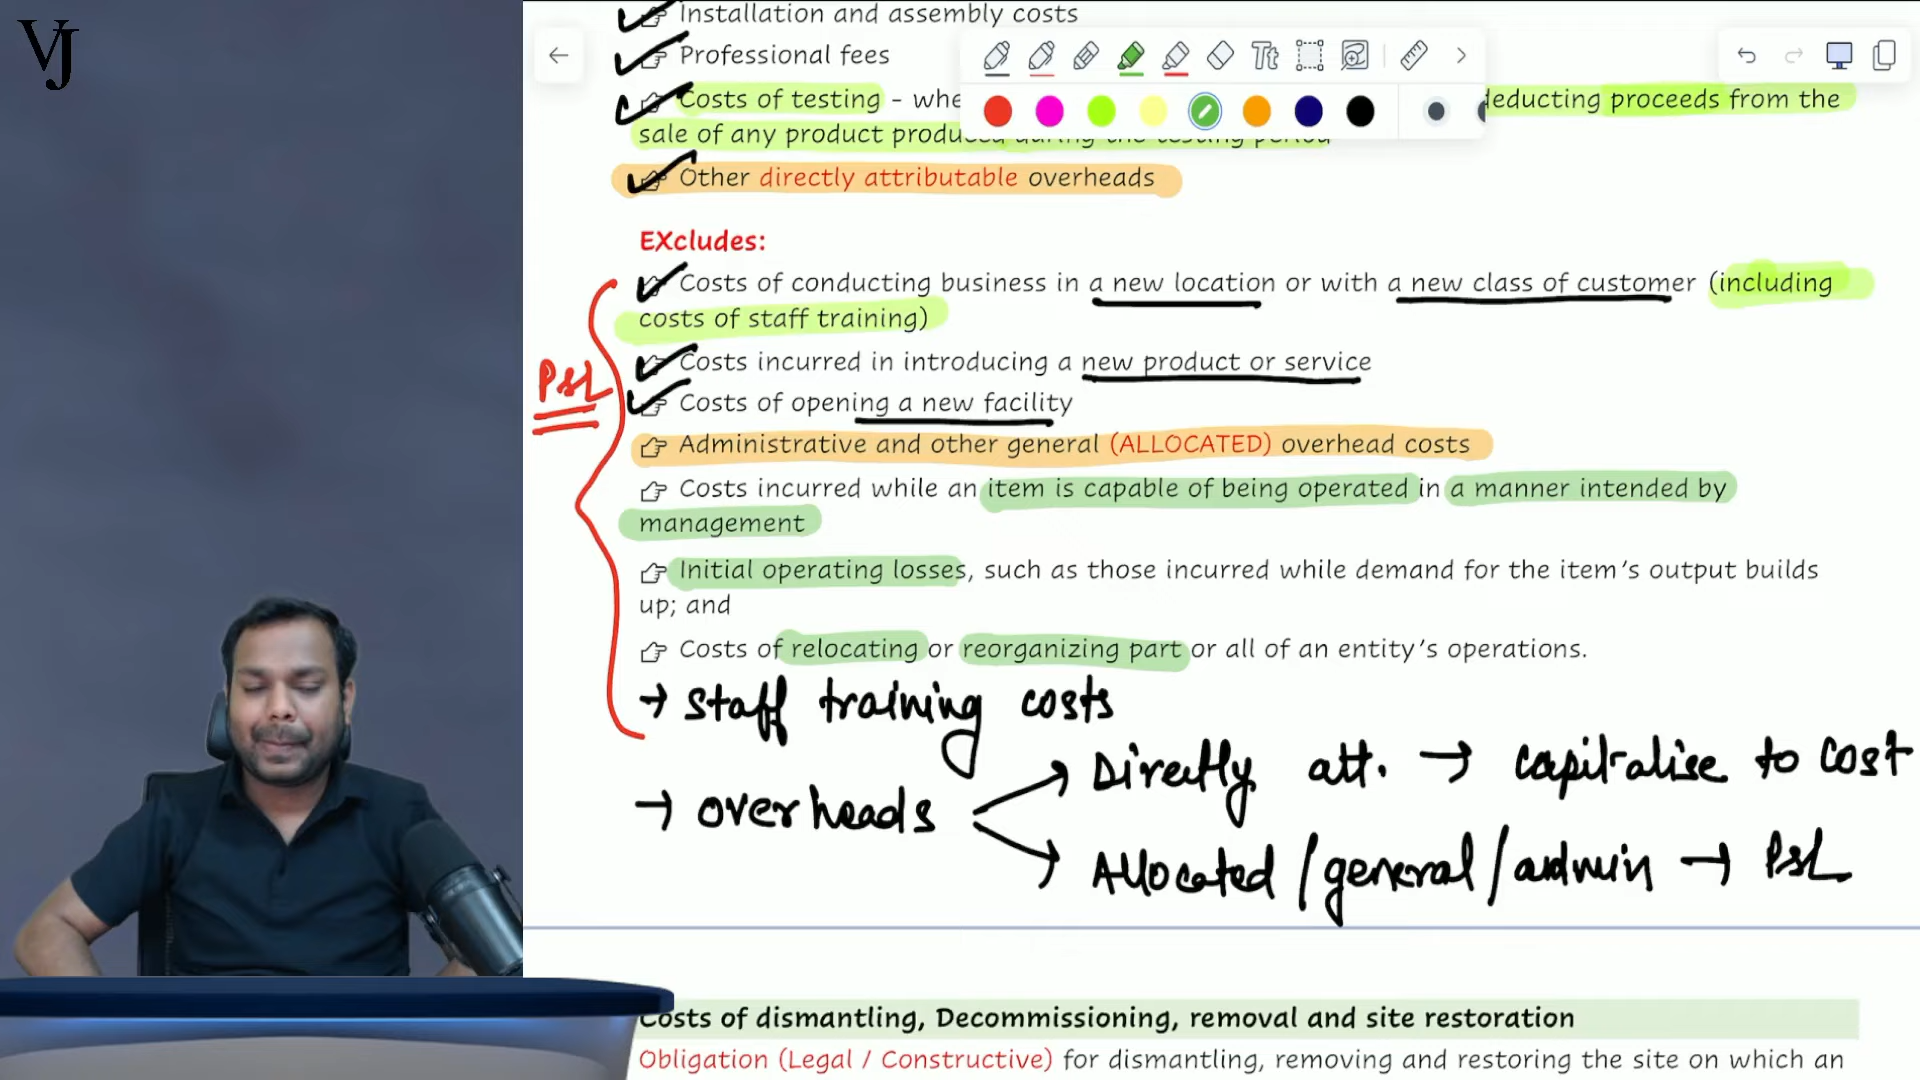 VJ
Installation and assembly costs
Professional fees
Tt
Costs of testing - whe deducting proceeds from the
sale of any product produced during the testing period
Other directly attributable overheads
EXcludes:
Costs of conducting business in a new location or with a new class of customer (including
costs of staff training)
Costs incurred in introducing a new product or service
P&L
Costs of opening a new facility
Administrative and other general (ALLOCATED) overhead costs
Costs incurred while an item is capable of being operated in a manner intended by
management
Initial operating losses, such as those incurred while demand for the item's output builds
up; and
Costs of relocating or reorganizing part or all of an entity's operations.
→ Staff training costs
→ overheads
Directly att. → capitalise to cost
Allocated / general / admin → P&L
Costs of dismantling, Decommissioning, removal and site restoration
Obligation (Legal / Constructive) for dismantling, removing and restoring the site on which an